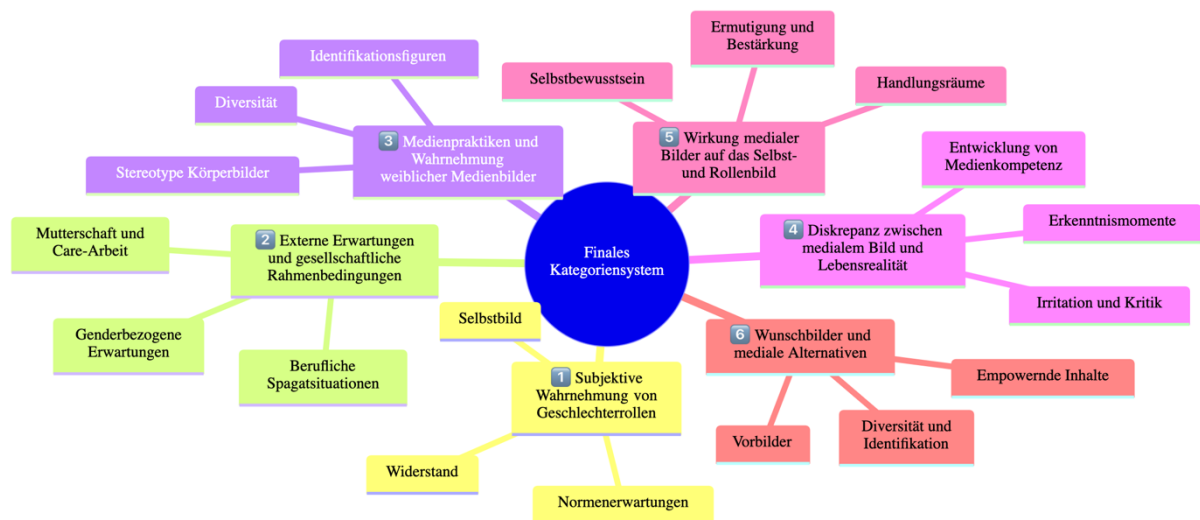 Finales
Kategoriensystem
1 Subjektive
Wahrnehmung von
Geschlechterrollen
Selbstbild
Widerstand
Normenerwartungen
2 Externe Erwartungen
und gesellschaftliche
Rahmenbedingungen
Mutterschaft und
Care-Arbeit
Genderbezogene
Erwartungen
Berufliche
Spagatsituationen
3 Medienpraktiken und
Wahrnehmung
weiblicher Medienbilder
Identifikationsfiguren
Diversität
Stereotype Körperbilder
4 Diskrepanz zwischen
medialem Bild und
Lebensrealität
Entwicklung von
Medienkompetenz
Erkenntnismomente
Irritation und Kritik
5 Wirkung medialer
Bilder auf das Selbst-
und Rollenbild
Selbstbewusstsein
Ermutigung und
Bestärkung
Handlungsräume
6 Wunschbilder und
mediale Alternativen
Empowernde Inhalte
Diversität und
Identifikation
Vorbilder